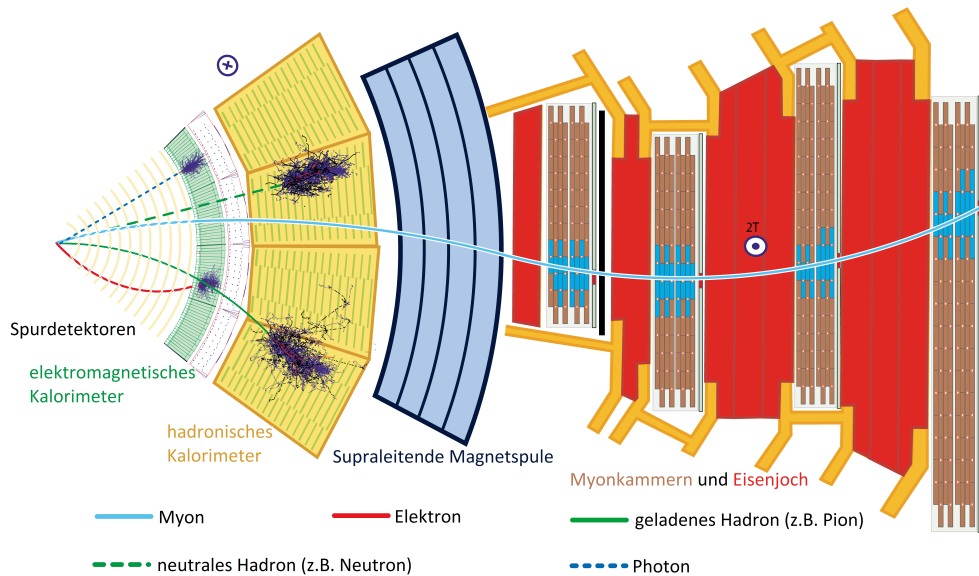 2T
Spurdetektoren
elektromagnetisches
Kalorimeter
hadronisches
Kalorimeter
Supraleitende Magnetspule
Myonkammern und Eisenjoch
Myon
Elektron
geladenes Hadron (z.B. Pion)
neutrales Hadron (z.B. Neutron)
Photon